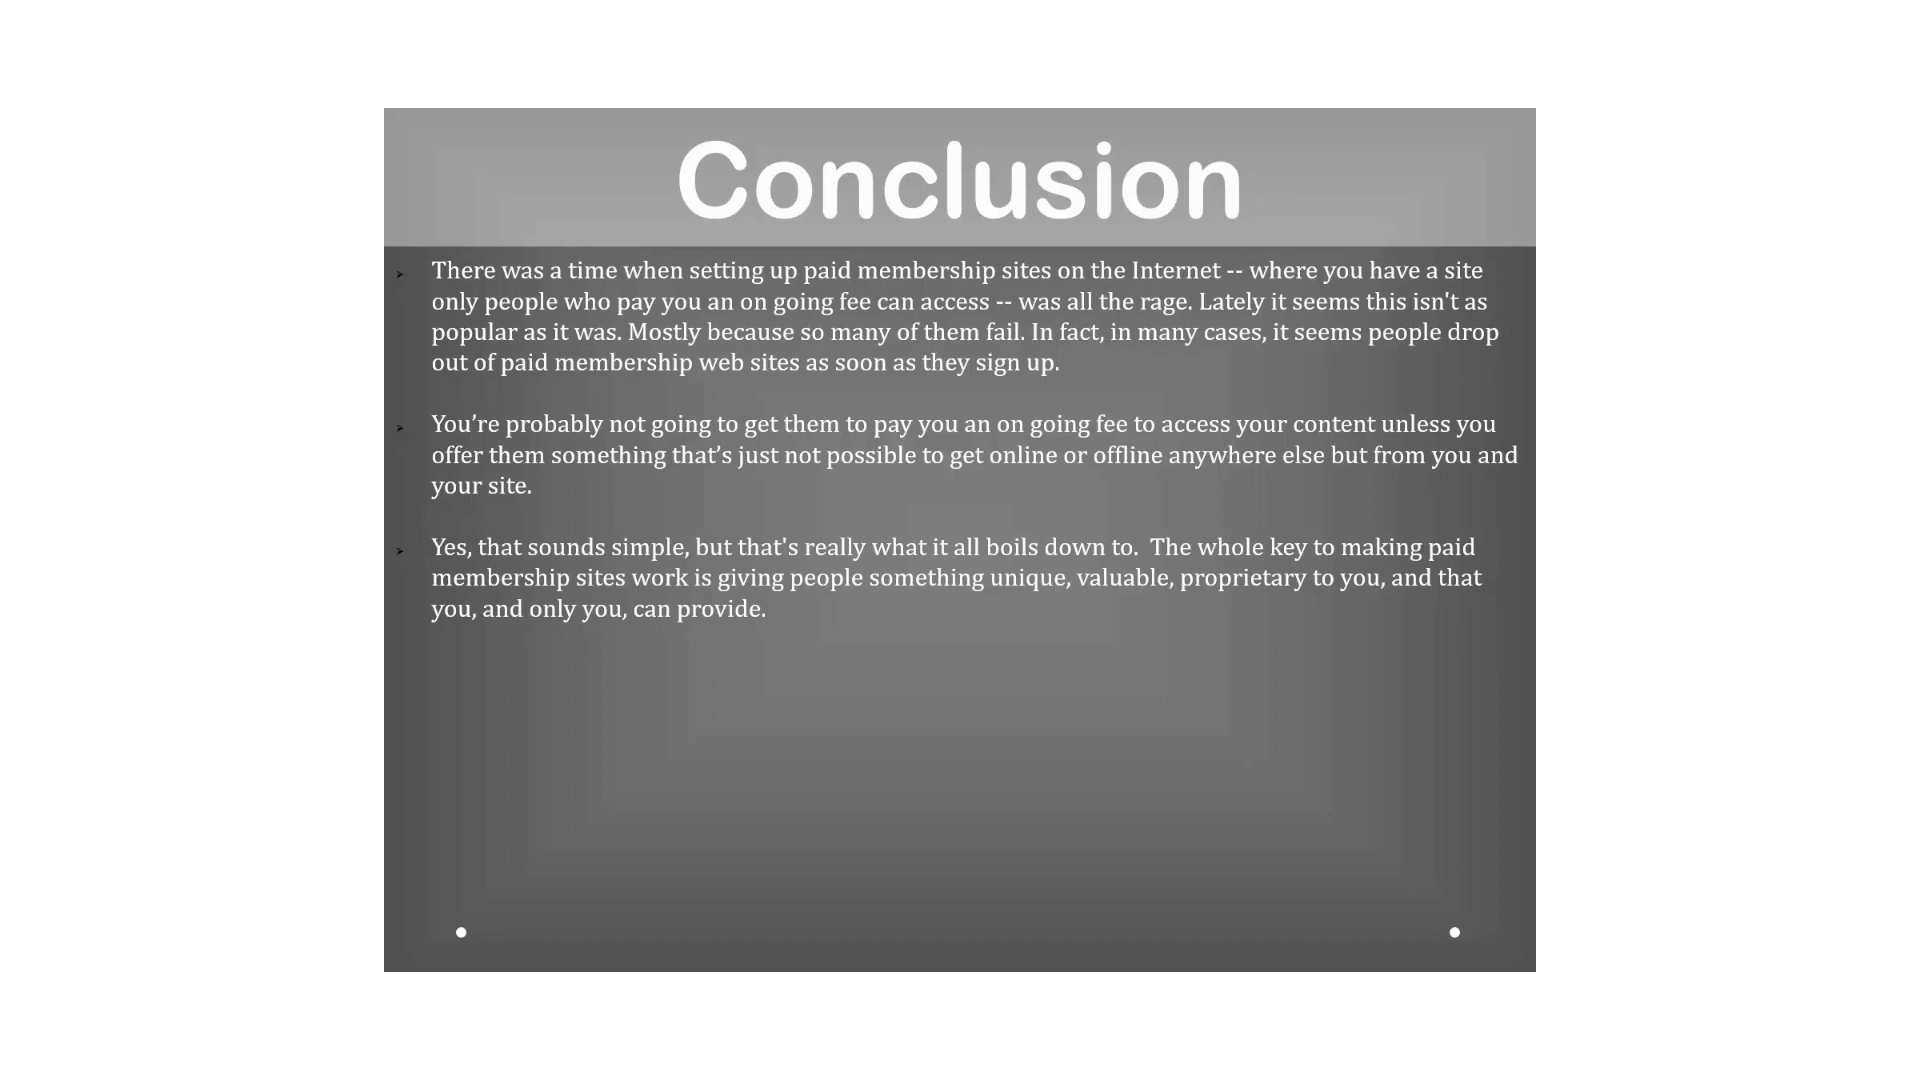 Conclusion
There was a time when setting up paid membership sites on the Internet -- where you have a site
only people who pay you an on going fee can access -- was all the rage. Lately it seems this isn't as
popular as it was. Mostly because so many of them fail. In fact, in many cases, it seems people drop
out of paid membership web sites as soon as they sign up.
You’re probably not going to get them to pay you an on going fee to access your content unless you
offer them something that’s just not possible to get online or offline anywhere else but from you and
your site.
Yes, that sounds simple, but that's really what it all boils down to.  The whole key to making paid
membership sites work is giving people something unique, valuable, proprietary to you, and that
you, and only you, can provide.